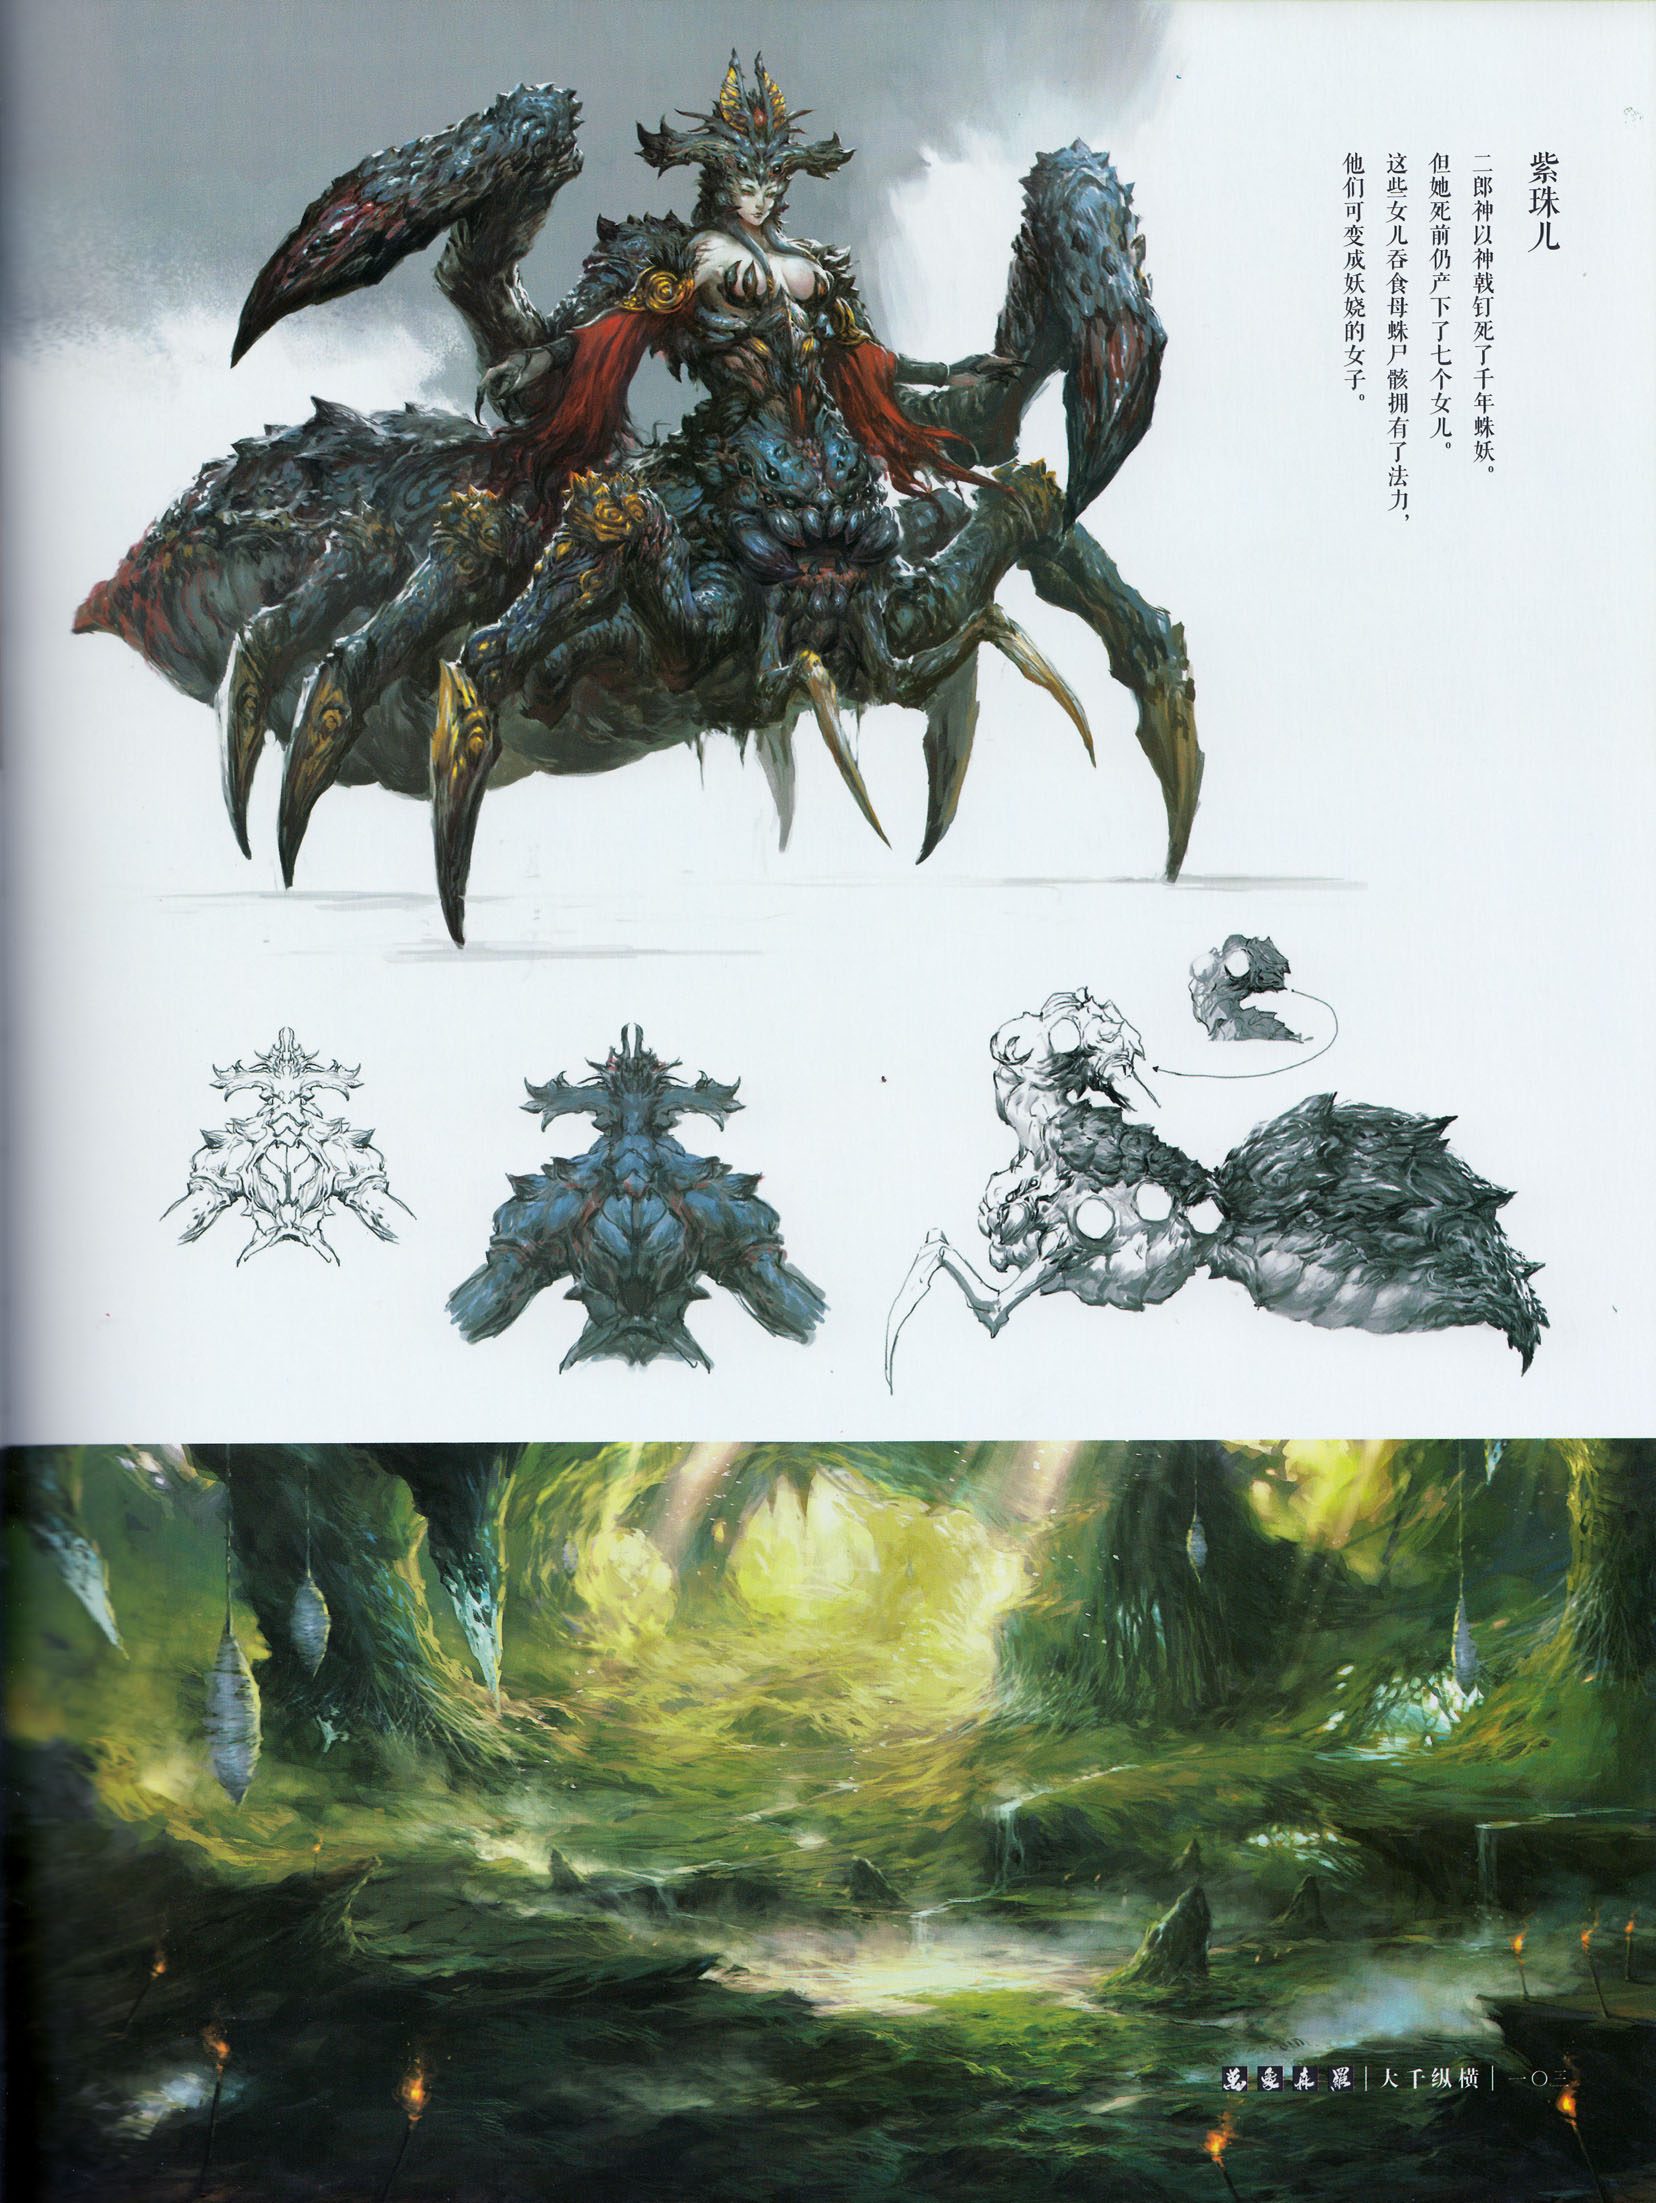 紫珠儿
二郎神以神戟钉死了千年蛛妖。
但她死前仍产下了七个女儿。
这些女儿吞食母蛛尸骸拥有了法力，
他们可变成妖娆的女子。
萬象森羅|大千纵横|一〇三